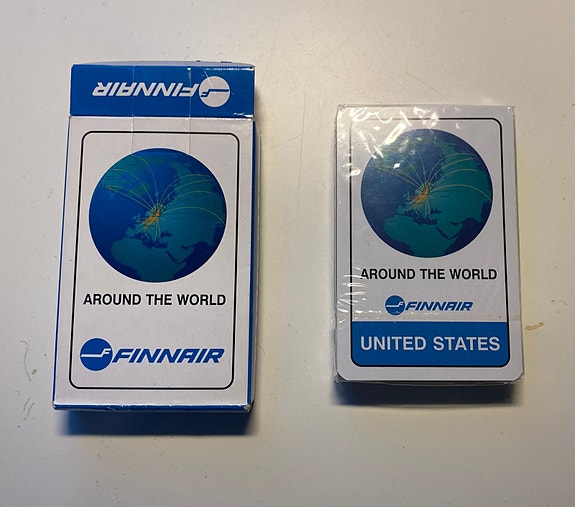 FINNAIR
AROUND THE WORLD
FINNAIR
AROUND THE WORLD
FINNAIR
UNITED STATES